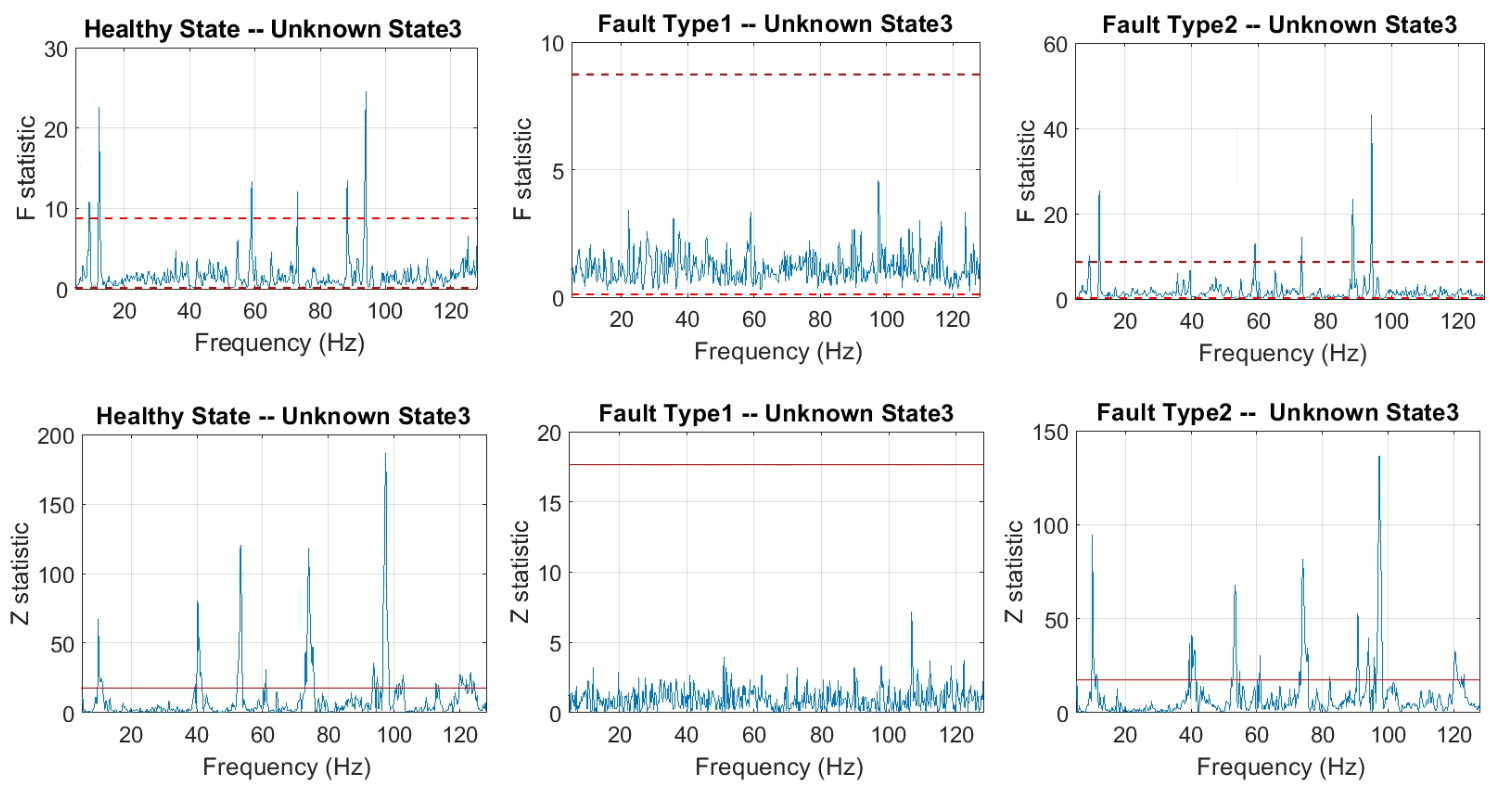 Healthy State -- Unknown State3
30
20
10
0
F statistic
20 40 60 80 100 120
Frequency (Hz)
Fault Type1 -- Unknown State3
10
5
0
F statistic
20 40 60 80 100 120
Frequency (Hz)
Fault Type2 -- Unknown State3
60
40
20
0
F statistic
20 40 60 80 100 120
Frequency (Hz)
Healthy State -- Unknown State3
200
150
100
50
0
Z statistic
20 40 60 80 100 120
Frequency (Hz)
Fault Type1 -- Unknown State3
20
15
10
5
0
Z statistic
20 40 60 80 100 120
Frequency (Hz)
Fault Type2 -- Unknown State3
150
100
50
0
Z statistic
20 40 60 80 100 120
Frequency (Hz)